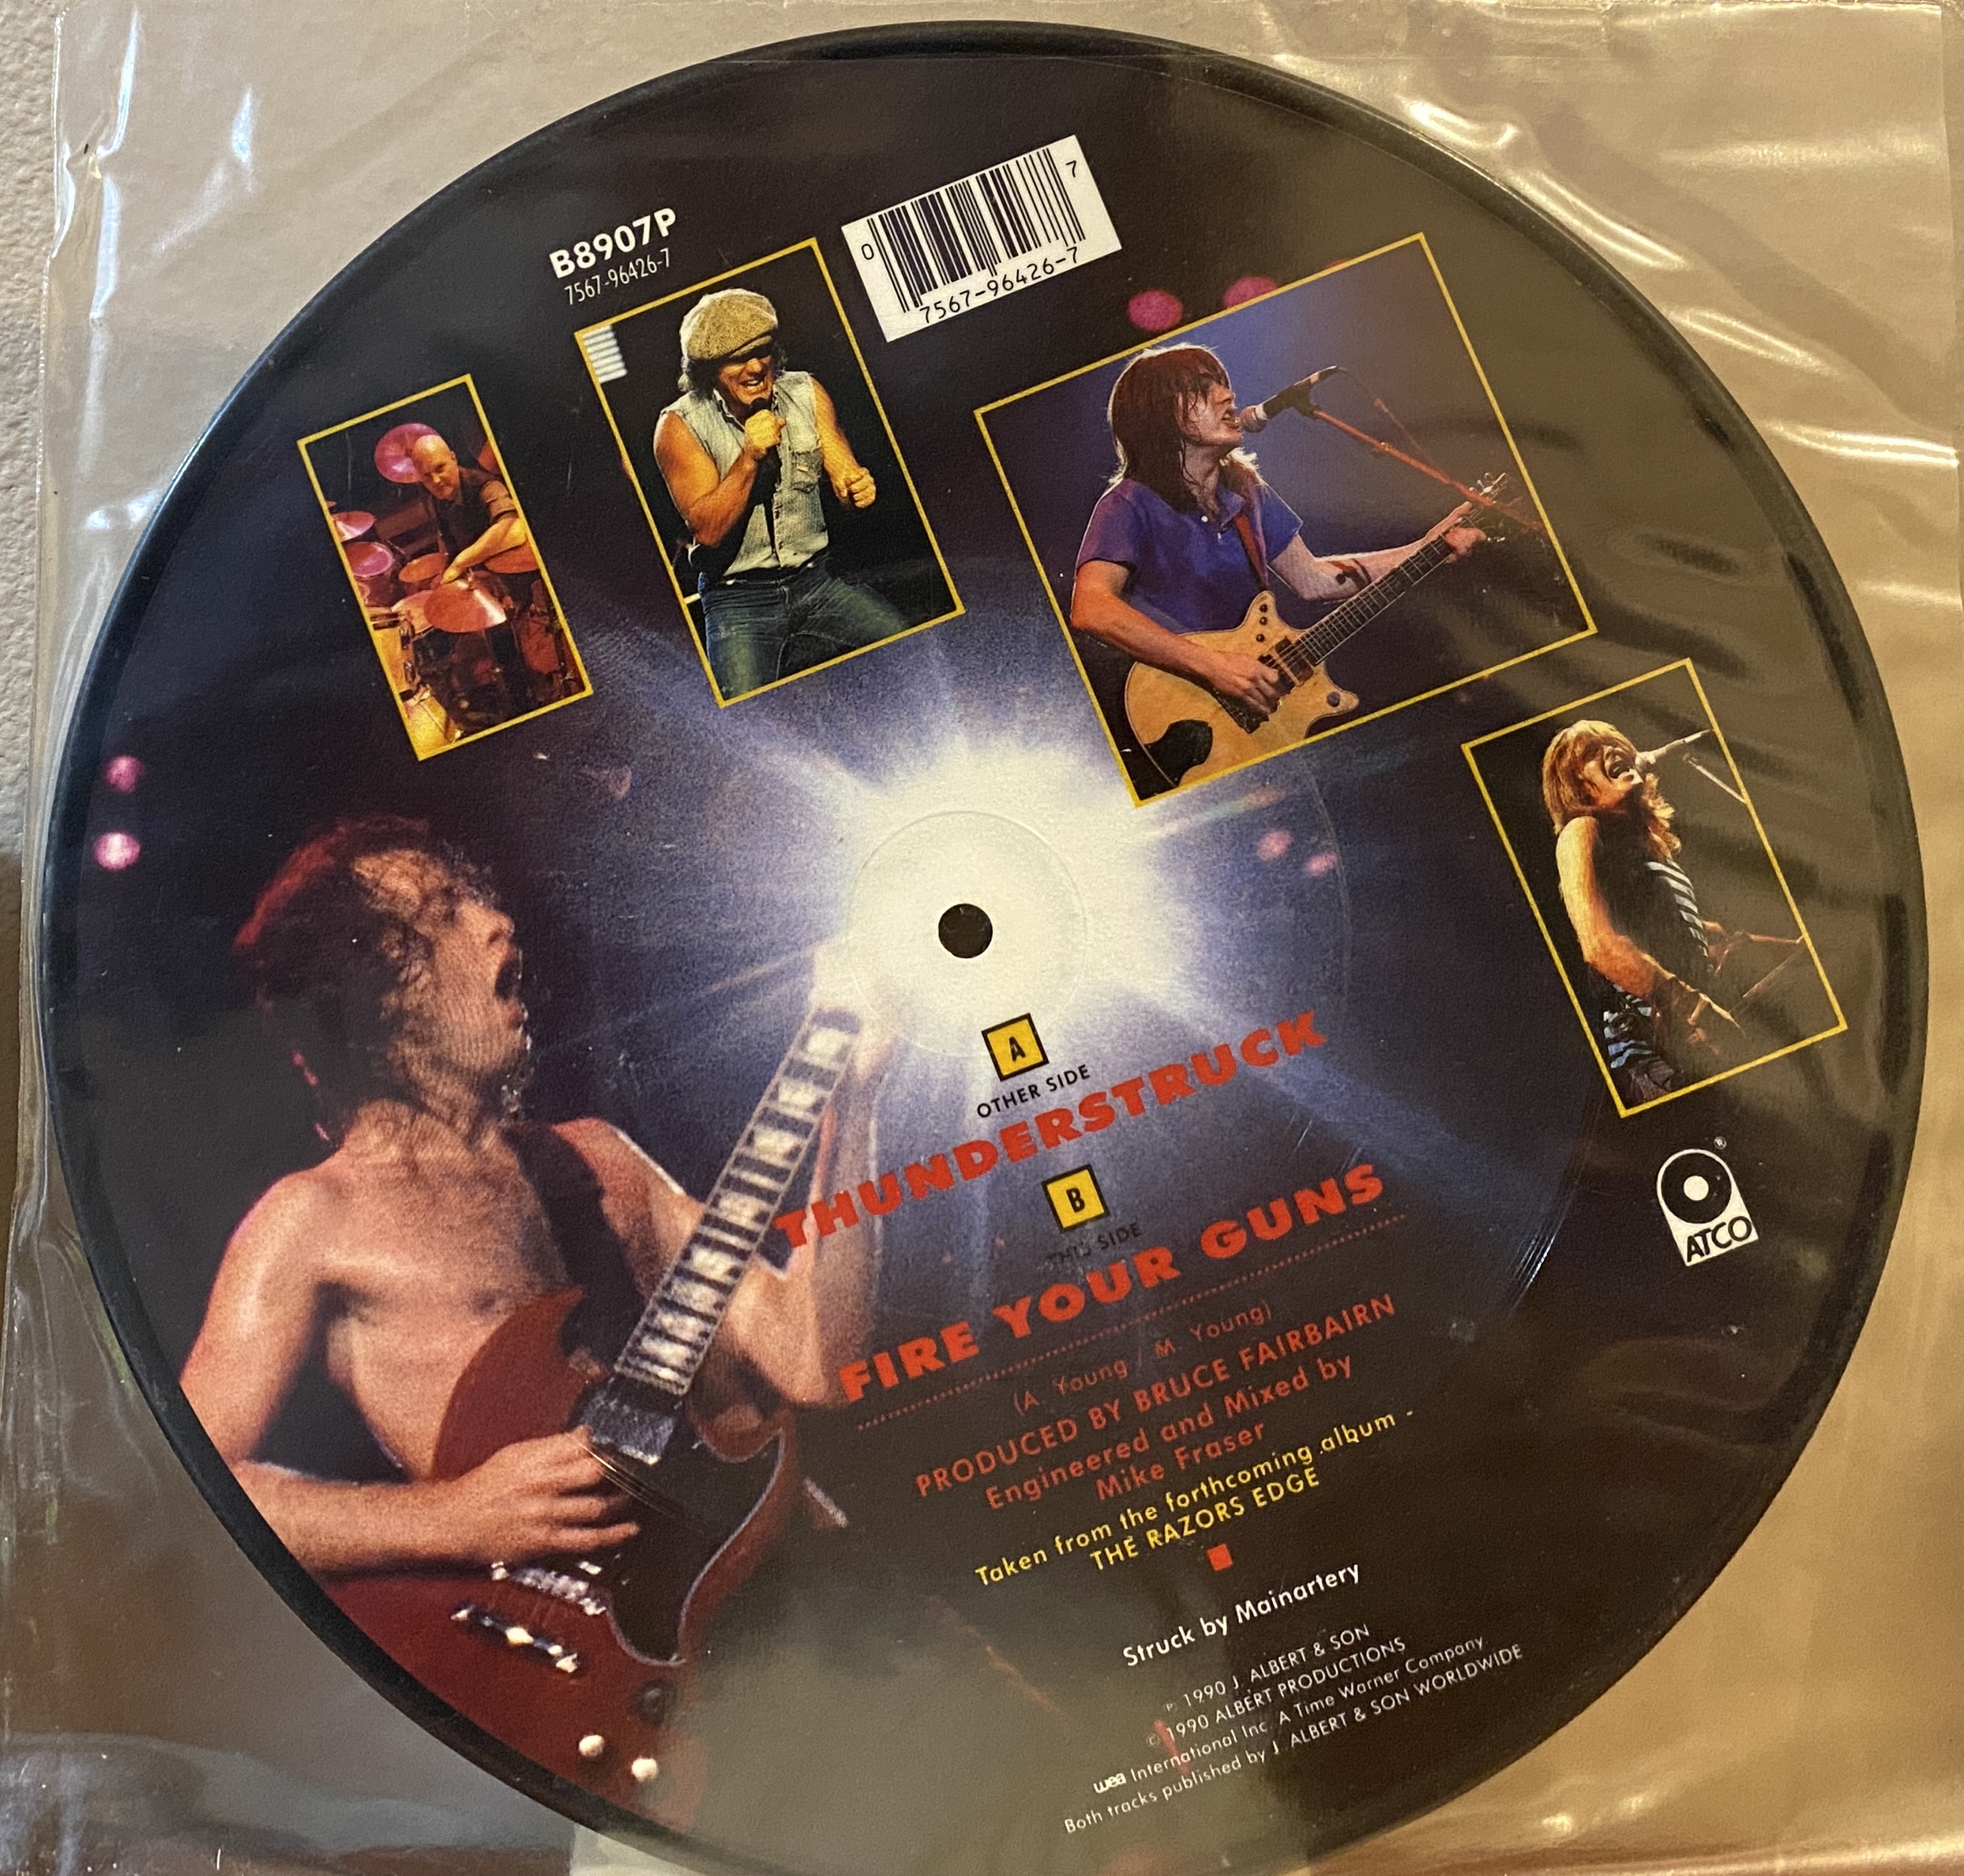 B8907P
7567-96426-7
0 7
7567-96426-7
A
OTHER SIDE
THUNDERSTRUCK
B
THIS SIDE
FIRE YOUR GUNS
(A. Young / M. Young)
PRODUCED BY BRUCE FAIRBAIRN
Engineered and Mixed by
Mike Fraser
Taken from the forthcoming album -
THE RAZORS EDGE
Struck by Mainartery
℗ 1990 J. ALBERT & SON
© 1990 ALBERT PRODUCTIONS
wea International Inc. A Time Warner Company
Both tracks published by J. ALBERT & SON WORLDWIDE
ATCO ®